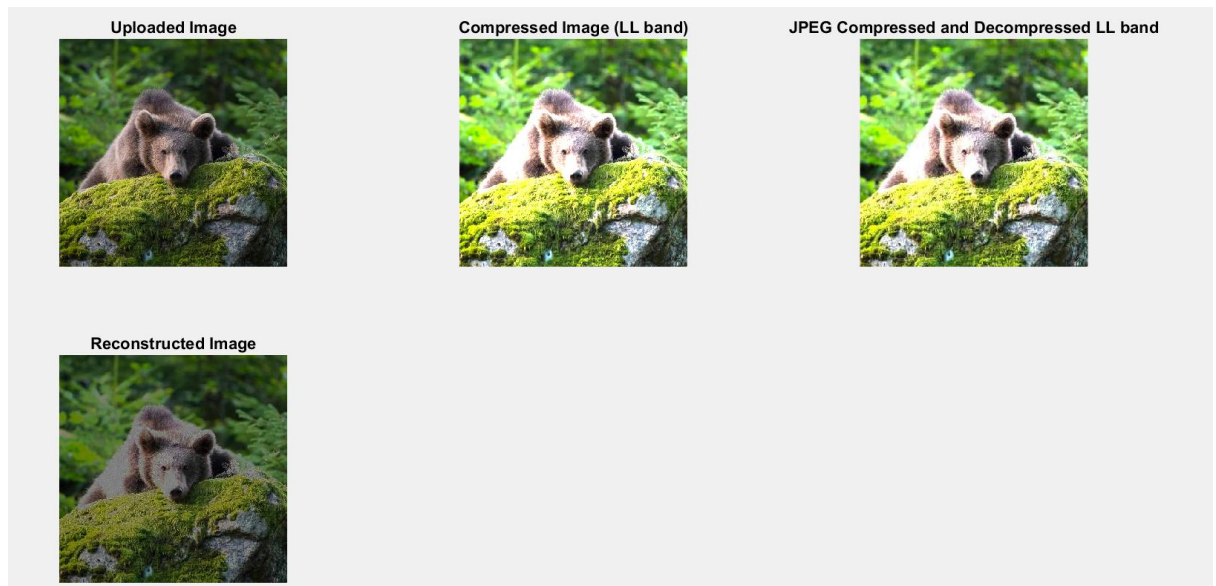 Uploaded Image
Compressed Image (LL band)
JPEG Compressed and Decompressed LL band
Reconstructed Image